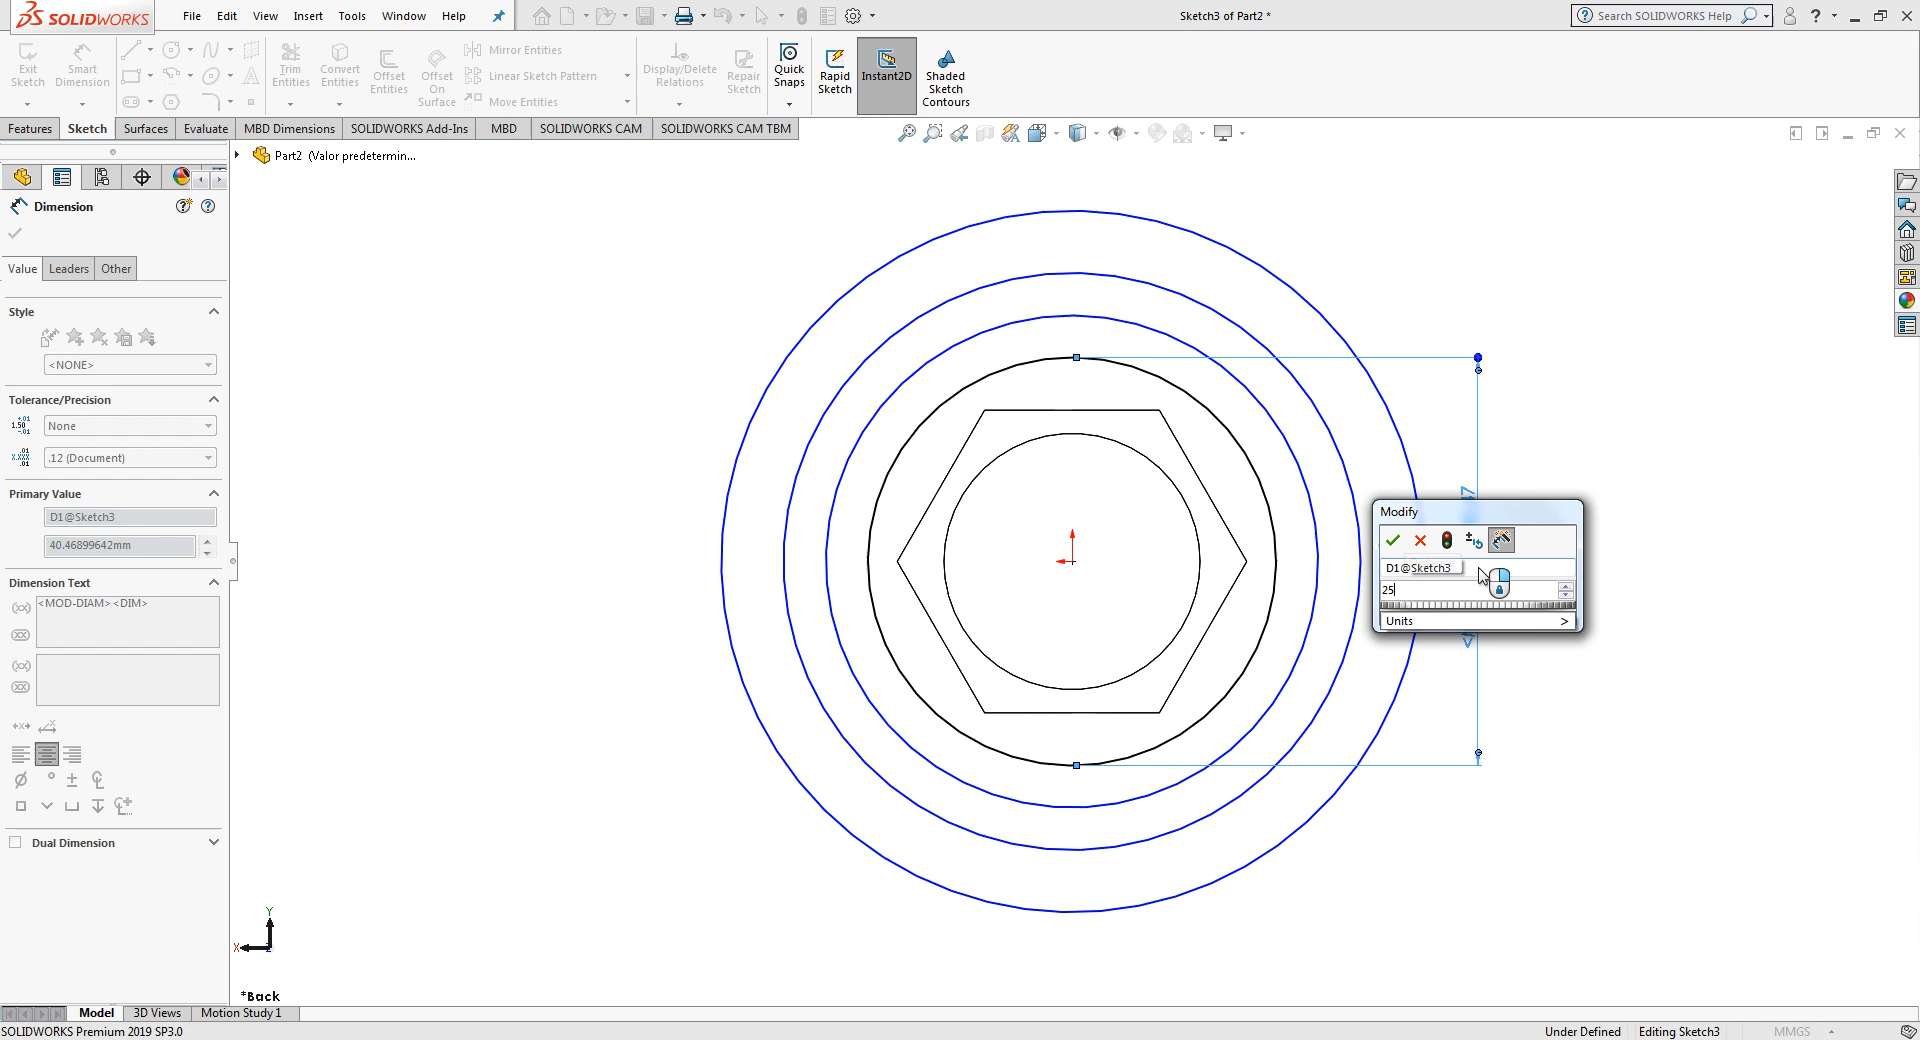 SOLIDWORKS
File Edit View Insert Tools Window Help
Sketch3 of Part2 *
Search SOLIDWORKS Help
Exit Sketch
Smart Dimension
Trim Entities
Convert Entities
Offset Entities
Offset On Surface
Mirror Entities
Linear Sketch Pattern
Move Entities
Display/Delete Relations
Repair Sketch
Quick Snaps
Rapid Sketch
Instant2D
Shaded Sketch Contours
Features Sketch Surfaces Evaluate MBD Dimensions SOLIDWORKS Add-Ins MBD SOLIDWORKS CAM SOLIDWORKS CAM TBM
Part2 (Valor predetermin...
Dimension
Value Leaders Other
Style
<NONE>
Tolerance/Precision
None
.12 (Document)
Primary Value
D1@Sketch3
40.46899642mm
Dimension Text
<MOD-DIAM><DIM>
Dual Dimension
Modify
D1@Sketch3
25
Units >
Y
X
*Back
Model 3D Views Motion Study 1
SOLIDWORKS Premium 2019 SP3.0
Under Defined Editing Sketch3 MMGS